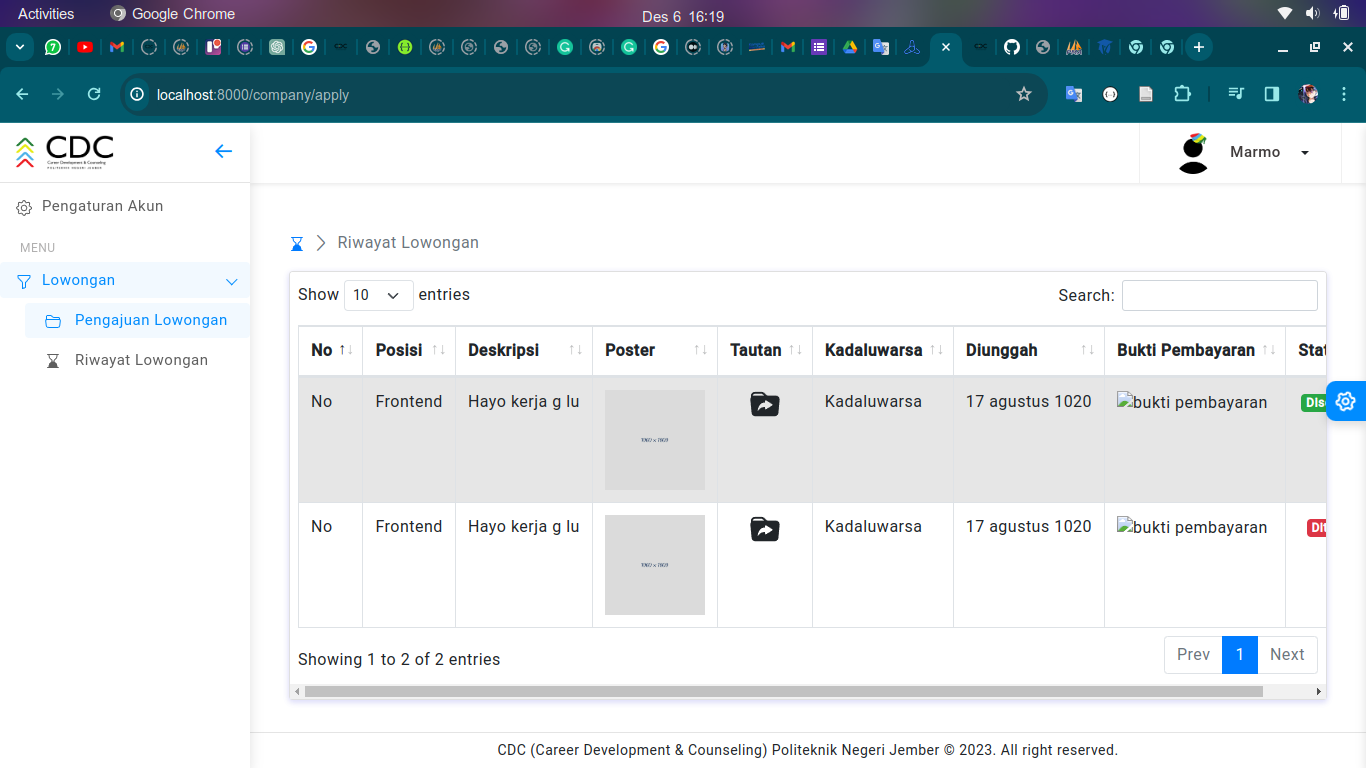 Activities Google Chrome Des 6 16:19
localhost:8000/company/apply
CDC
Career Development & Counseling
POLITEKNIK NEGERI JEMBER
Marmo
Pengaturan Akun
MENU
Lowongan
Pengajuan Lowongan
Riwayat Lowongan
Riwayat Lowongan
Show 10 entries
Search:
No Posisi Deskripsi Poster Tautan Kadaluwarsa Diunggah Bukti Pembayaran Stat
No Frontend Hayo kerja g lu Kadaluwarsa 17 agustus 1020 bukti pembayaran DIs
No Frontend Hayo kerja g lu Kadaluwarsa 17 agustus 1020 bukti pembayaran DIt
Showing 1 to 2 of 2 entries
Prev 1 Next
CDC (Career Development & Counseling) Politeknik Negeri Jember © 2023. All right reserved.